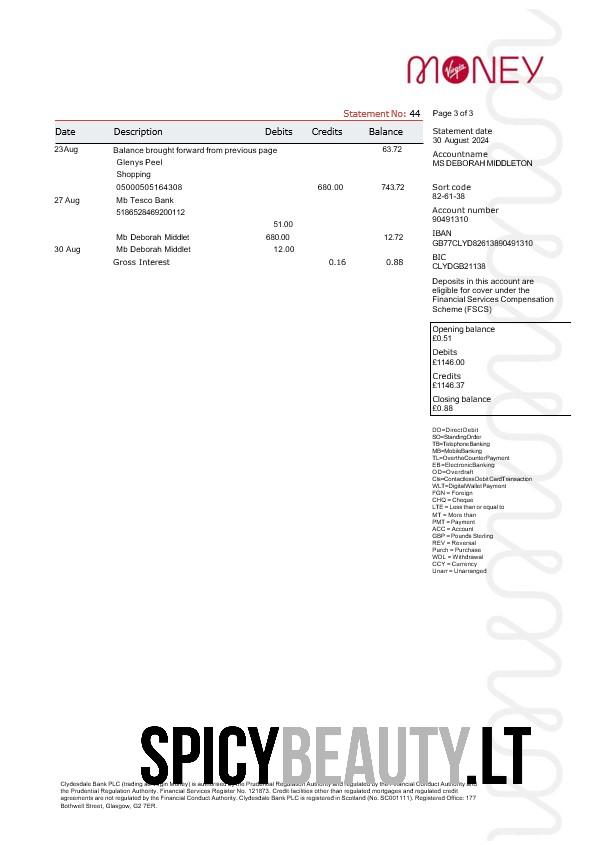 MONEY
Virgin
Statement No: 44
Page 3 of 3
Date Description Debits Credits Balance
23Aug Balance brought forward from previous page 63.72
Glenys Peel
Shopping
05000505164308 680.00 743.72
27 Aug Mb Tesco Bank
5186528469200112
51.00
Mb Deborah Middlet 680.00 12.72
30 Aug Mb Deborah Middlet 12.00
Gross Interest 0.16 0.88
Statement date
30 August 2024
Accountname
MS DEBORAH MIDDLETON
Sort code
82-61-38
Account number
90491310
IBAN
GB77CLYD82613890491310
BIC
CLYDGB21138
Deposits in this account are
eligible for cover under the
Financial Services Compensation
Scheme (FSCS)
Opening balance
£0.51
Debits
£1146.00
Credits
£1146.37
Closing balance
£0.88
DD=Direct Debit
SO=StandingOrder
TB=TelephoneBanking
MB=MobileBanking
TL=OvertheCounterPayment
EB=ElectronicBanking
OD=Overdraft
Cls=ContactlessDebitCardTransaction
WLT=DigitalWalletPayment
FGN = Foreign
CHQ = Cheque
LTE = Less than or equal to
MT = More than
PMT = Payment
ACC = Account
GBP = Pounds Sterling
REV = Reversal
Purch = Purchase
WDL = Withdrawal
CCY = Currency
Unarr = Unarranged
SPICYBEAUTY.LT
Clydesdale Bank PLC (trading as Virgin Money) is authorised by the Prudential Regulation Authority and regulated by the Financial Conduct Authority and
the Prudential Regulation Authority. Financial Services Register No. 121873. Credit facilities other than regulated mortgages and regulated credit
agreements are not regulated by the Financial Conduct Authority. Clydesdale Bank PLC is registered in Scotland (No. SC001111). Registered Office: 177
Bothwell Street, Glasgow, G2 7ER.